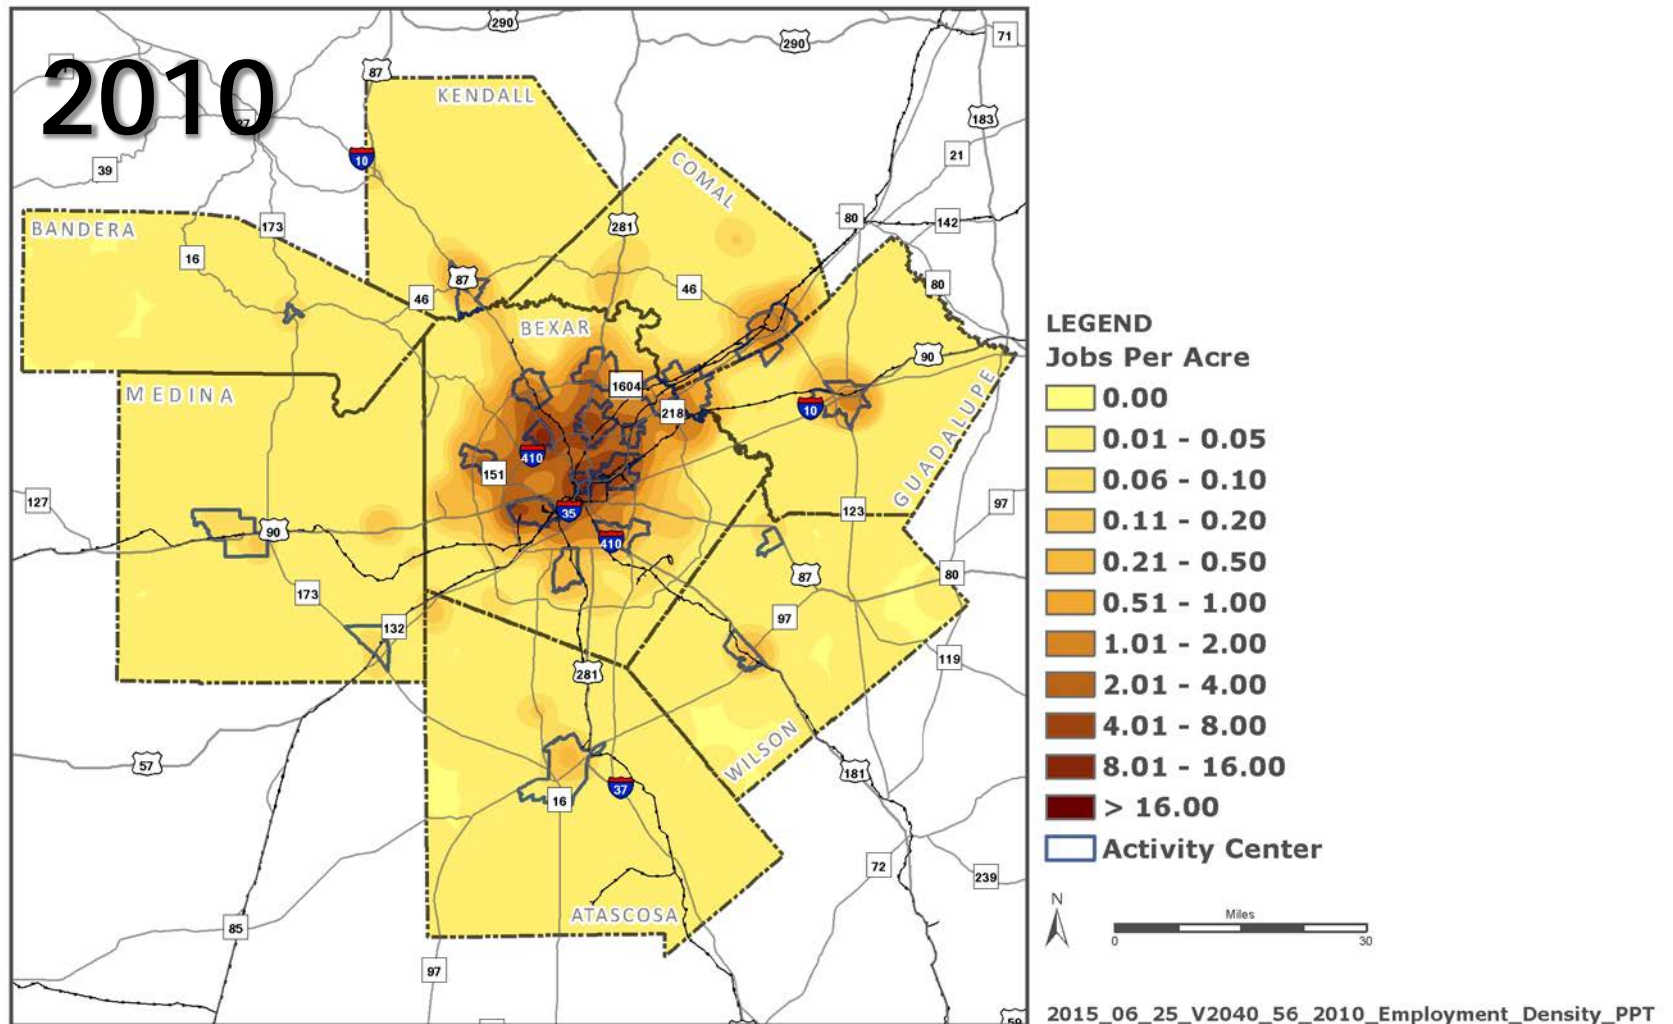 2010
290
290
71
87
KENDALL
183
10
21
39
COMAL
BANDERA
173
80
142
281
16
87
80
46
46
BEXAR
90
1604
MEDINA
218
10
GUADALUPE
410
151
127
97
123
35
90
410
87
80
173
97
132
119
281
WILSON
57
181
37
16
72
239
ATASCOSA
85
97
59
LEGEND
Jobs Per Acre
0.00
0.01 - 0.05
0.06 - 0.10
0.11 - 0.20
0.21 - 0.50
0.51 - 1.00
1.01 - 2.00
2.01 - 4.00
4.01 - 8.00
8.01 - 16.00
> 16.00
Activity Center
N
Miles
0 30
2015_06_25_V2040_56_2010_Employment_Density_PPT